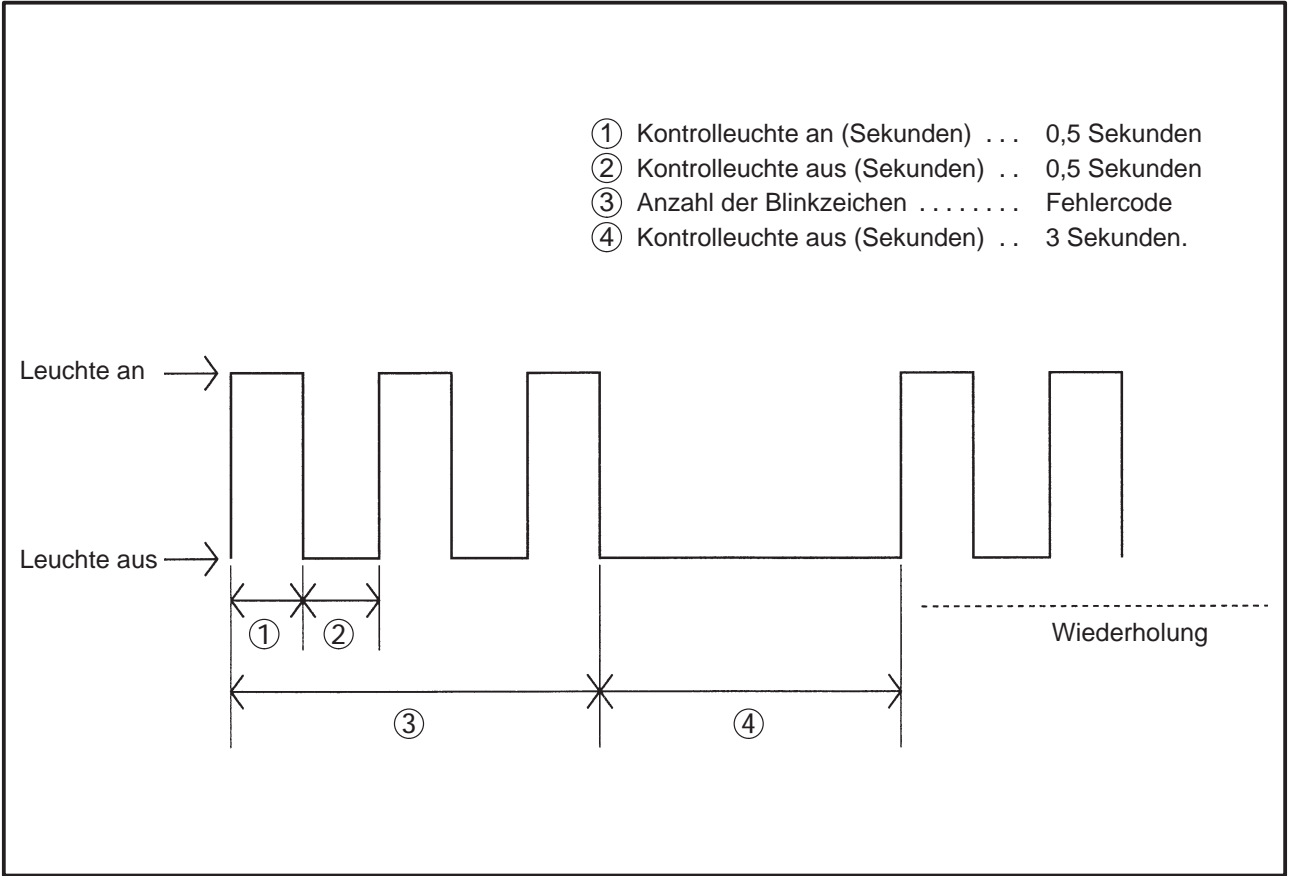 ① Kontrolleuchte an (Sekunden) . . . 0,5 Sekunden
② Kontrolleuchte aus (Sekunden) . . 0,5 Sekunden
③ Anzahl der Blinkzeichen . . . . . . . . Fehlercode
④ Kontrolleuchte aus (Sekunden) . . 3 Sekunden.
Leuchte an
Leuchte aus
① ②
Wiederholung
③ ④